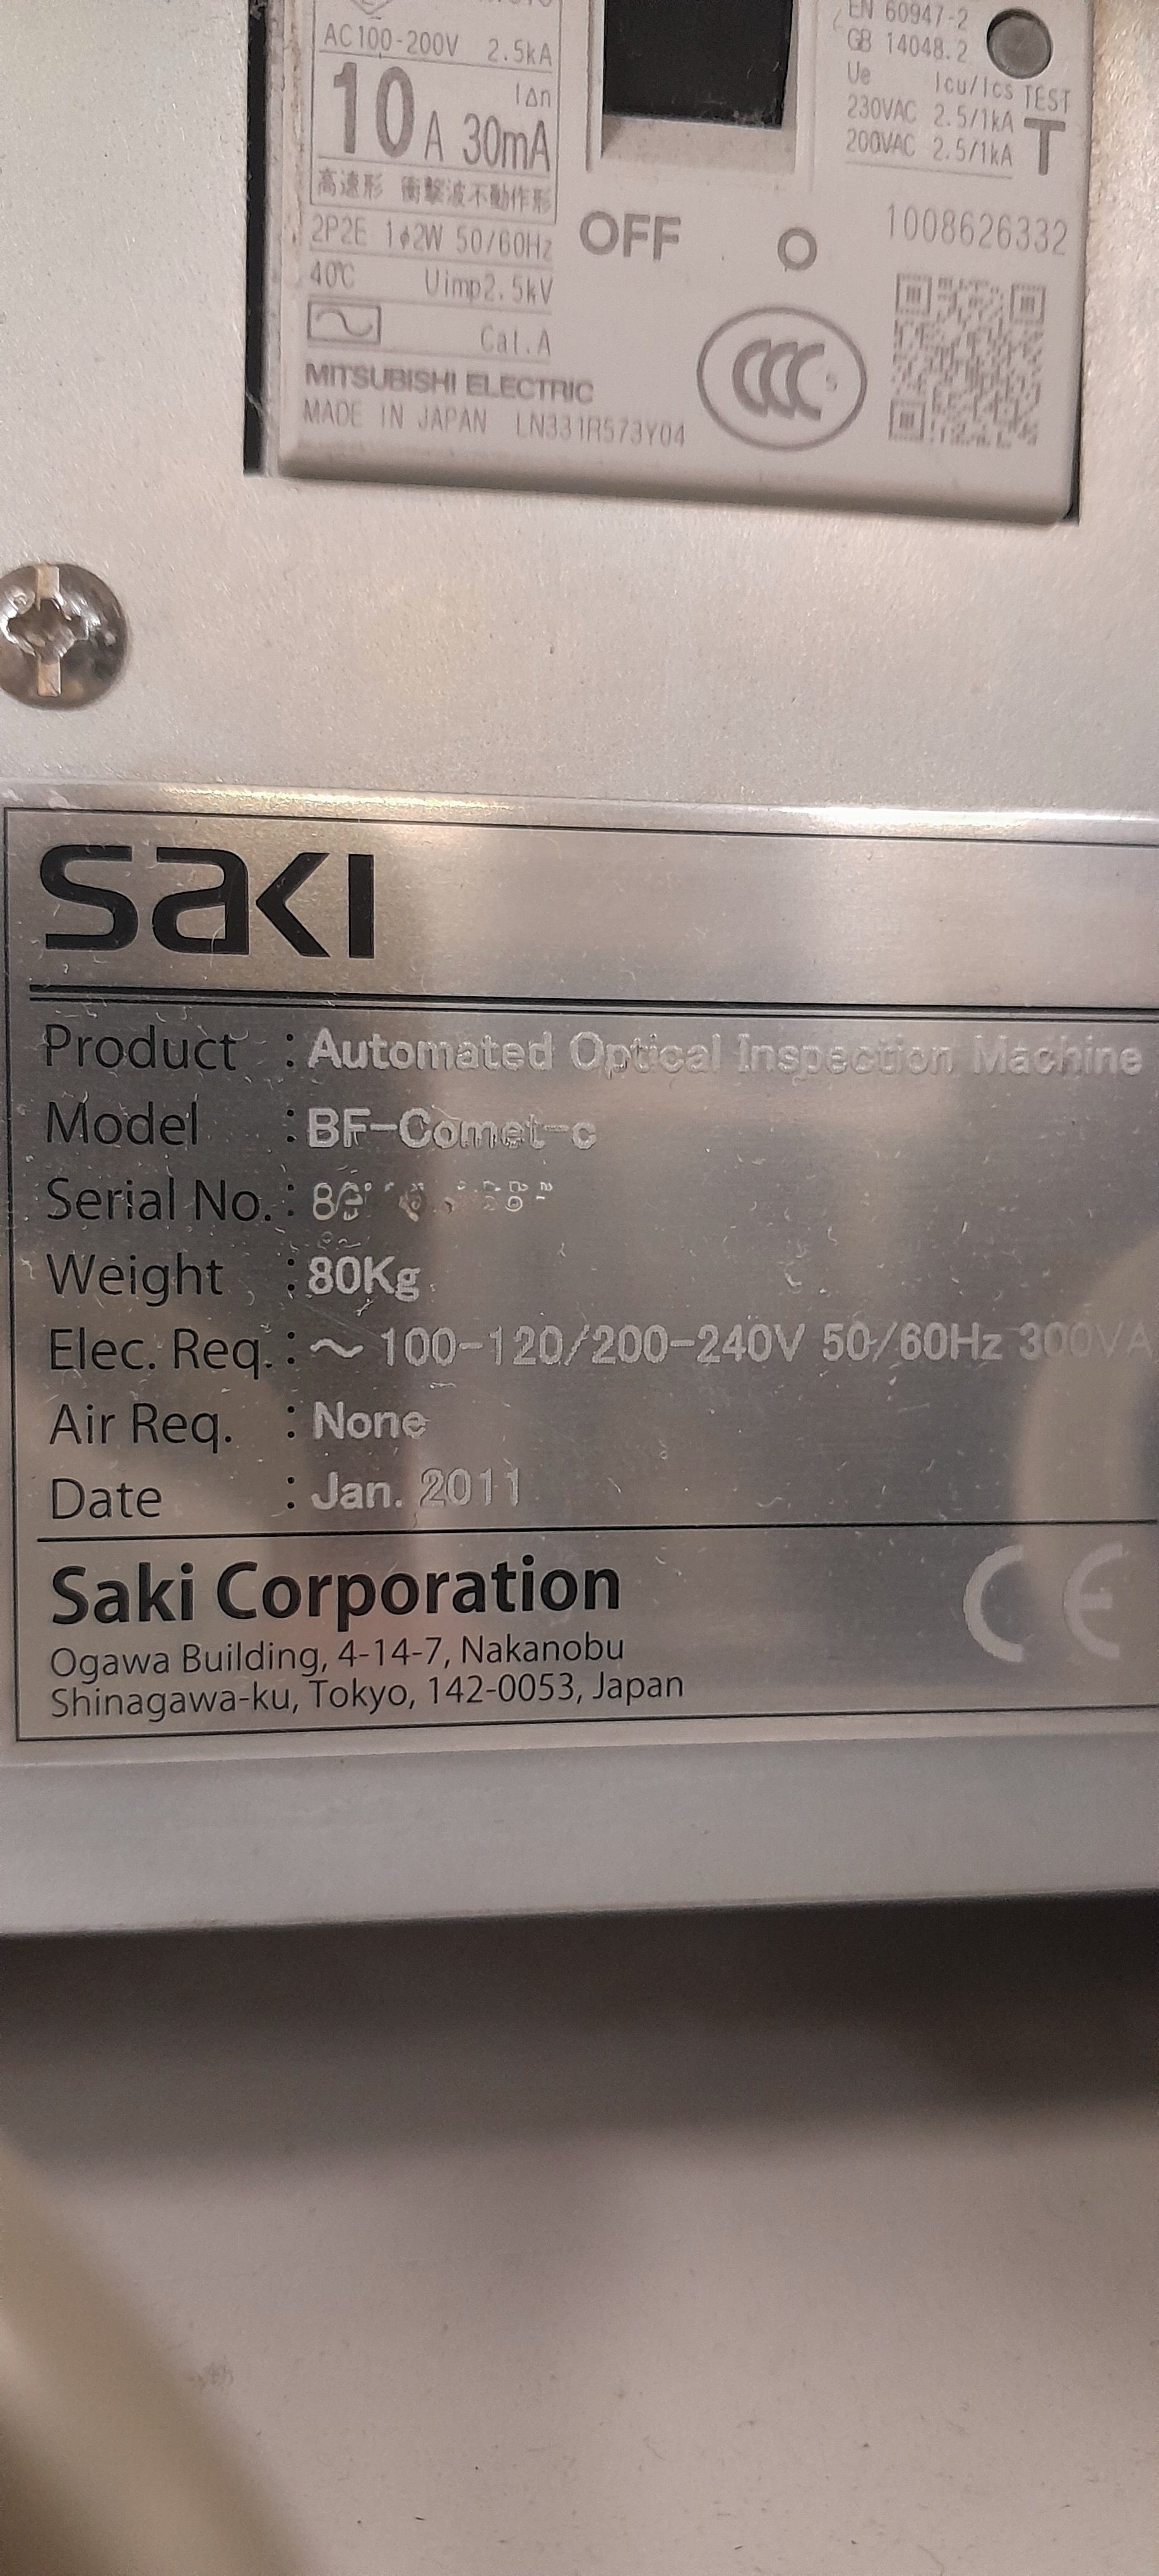 AC100-200V 2.5kA
10A IΔn 30mA
高速形 衝撃波不動作形
2P2E 1φ2W 50/60Hz
40℃ Uimp2.5kV
Cat.A
MITSUBISHI ELECTRIC
MADE IN JAPAN LN331R573Y04
OFF O
EN 60947-2
GB 14048.2
Ue Icu/Ics TEST
230VAC 2.5/1kA T
200VAC 2.5/1kA
1008626332
CCC S
SAKI
Product : Automated Optical Inspection Machine
Model : BF-Comet-c
Serial No. :
Weight : 80Kg
Elec. Req. : ～ 100-120/200-240V 50/60Hz 300VA
Air Req. : None
Date : Jan. 2011
Saki Corporation
Ogawa Building, 4-14-7, Nakanobu
Shinagawa-ku, Tokyo, 142-0053, Japan
CE